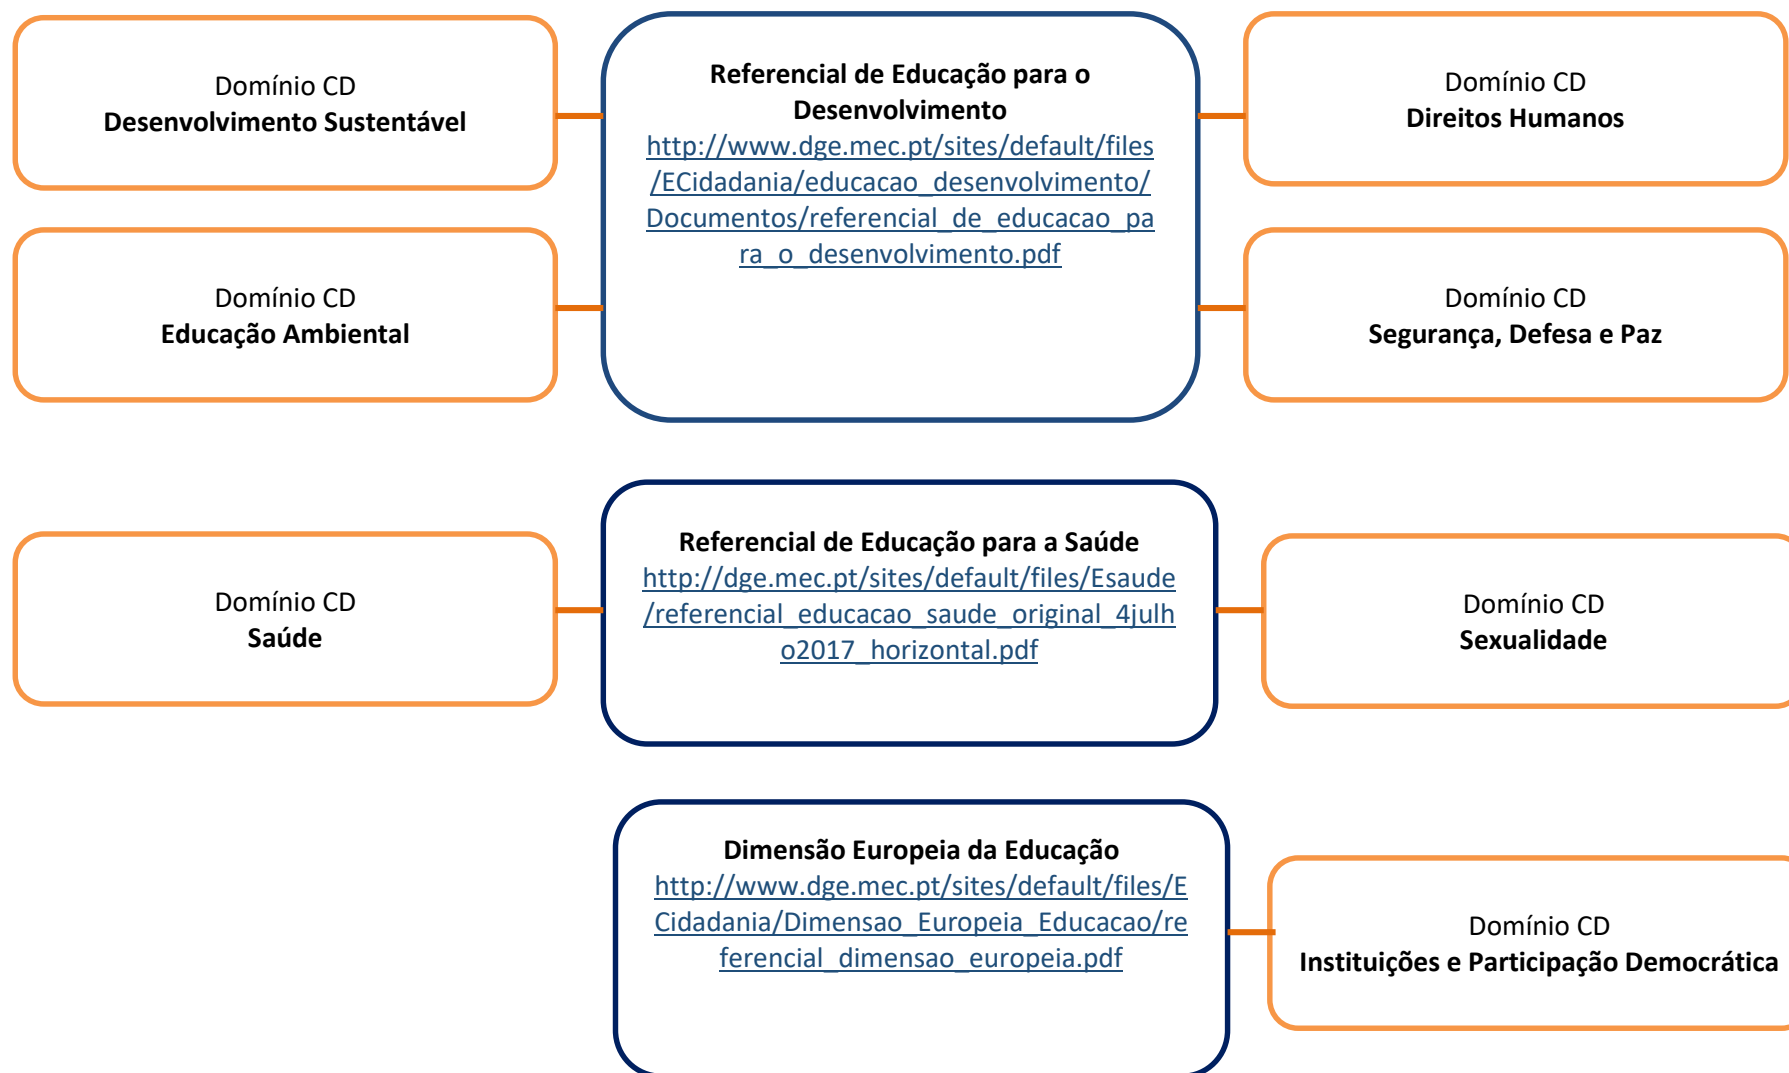 Domínio CD
Desenvolvimento Sustentável
Domínio CD
Educação Ambiental
Referencial de Educação para o
Desenvolvimento
http://www.dge.mec.pt/sites/default/files
/ECidadania/educacao_desenvolvimento/
Documentos/referencial_de_educacao_pa
ra_o_desenvolvimento.pdf
Domínio CD
Direitos Humanos
Domínio CD
Segurança, Defesa e Paz
Domínio CD
Saúde
Referencial de Educação para a Saúde
http://dge.mec.pt/sites/default/files/Esaude
/referencial_educacao_saude_original_4julh
o2017_horizontal.pdf
Domínio CD
Sexualidade
Dimensão Europeia da Educação
http://www.dge.mec.pt/sites/default/files/E
Cidadania/Dimensao_Europeia_Educacao/re
ferencial_dimensao_europeia.pdf
Domínio CD
Instituições e Participação Democrática